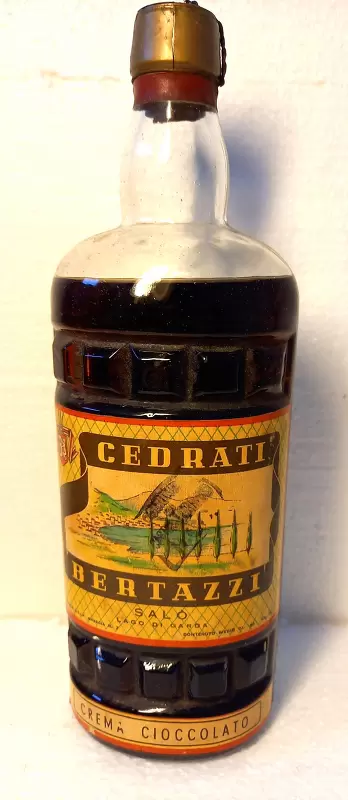 CEDRATI
BERTAZZI
SALÒ
LAGO DI GARDA
CREMA CIOCCOLATO